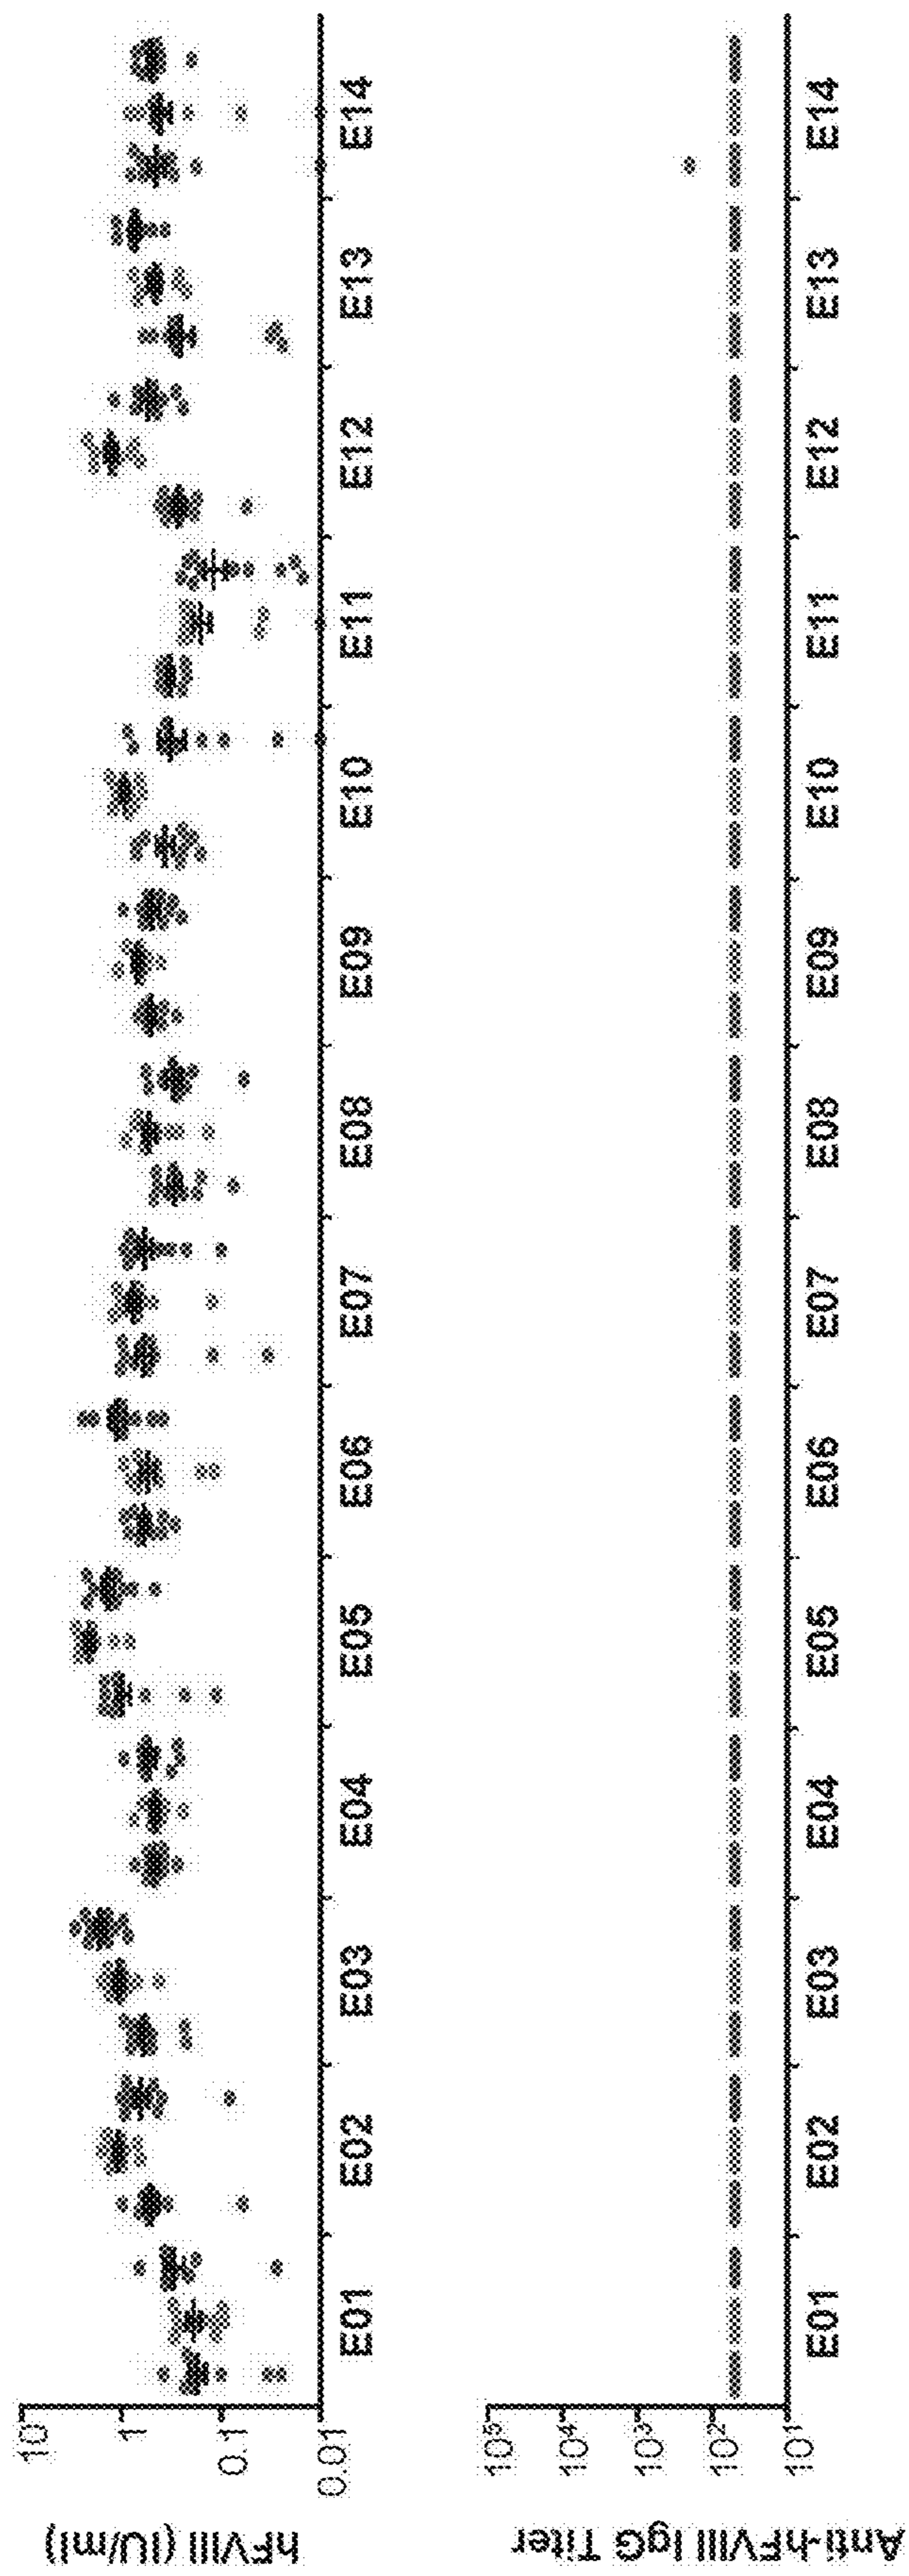 hFVIII (IU/ml)
10
1
0.1
0.01
E01 E02 E03 E04 E05 E06 E07 E08 E09 E10 E11 E12 E13 E14
Anti-hFVIII IgG Titer
10⁵
10⁴
10³
10²
10¹
E01 E02 E03 E04 E05 E06 E07 E08 E09 E10 E11 E12 E13 E14